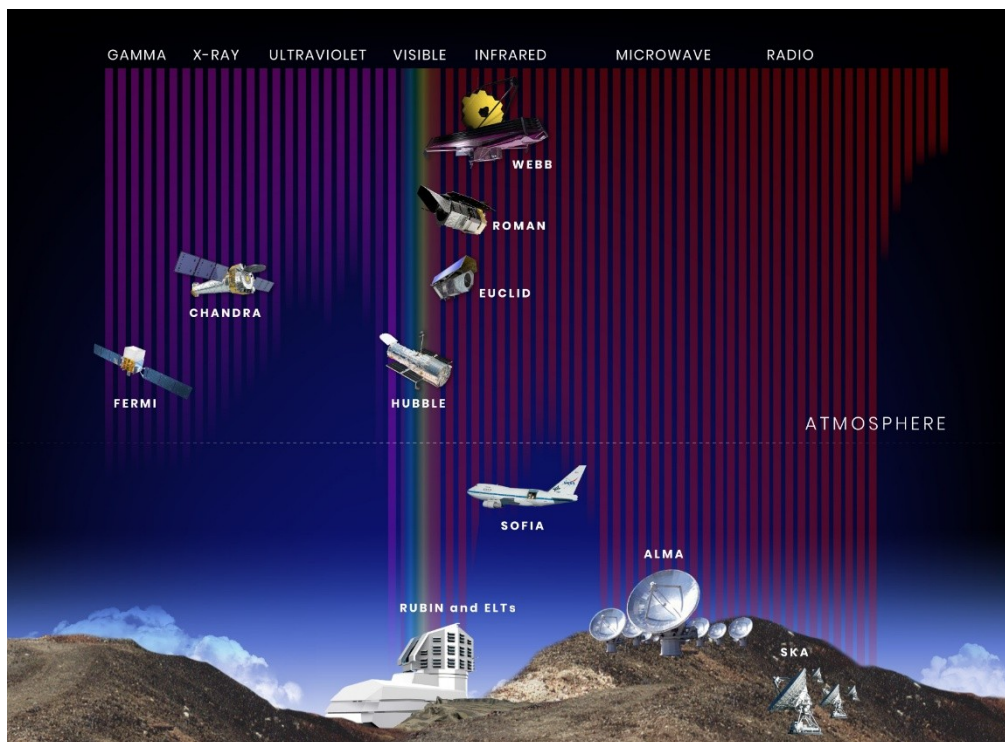 GAMMA X-RAY ULTRAVIOLET VISIBLE INFRARED MICROWAVE RADIO
WEBB
ROMAN
EUCLID
CHANDRA
FERMI
HUBBLE
ATMOSPHERE
SOFIA
ALMA
RUBIN and ELTs
SKA